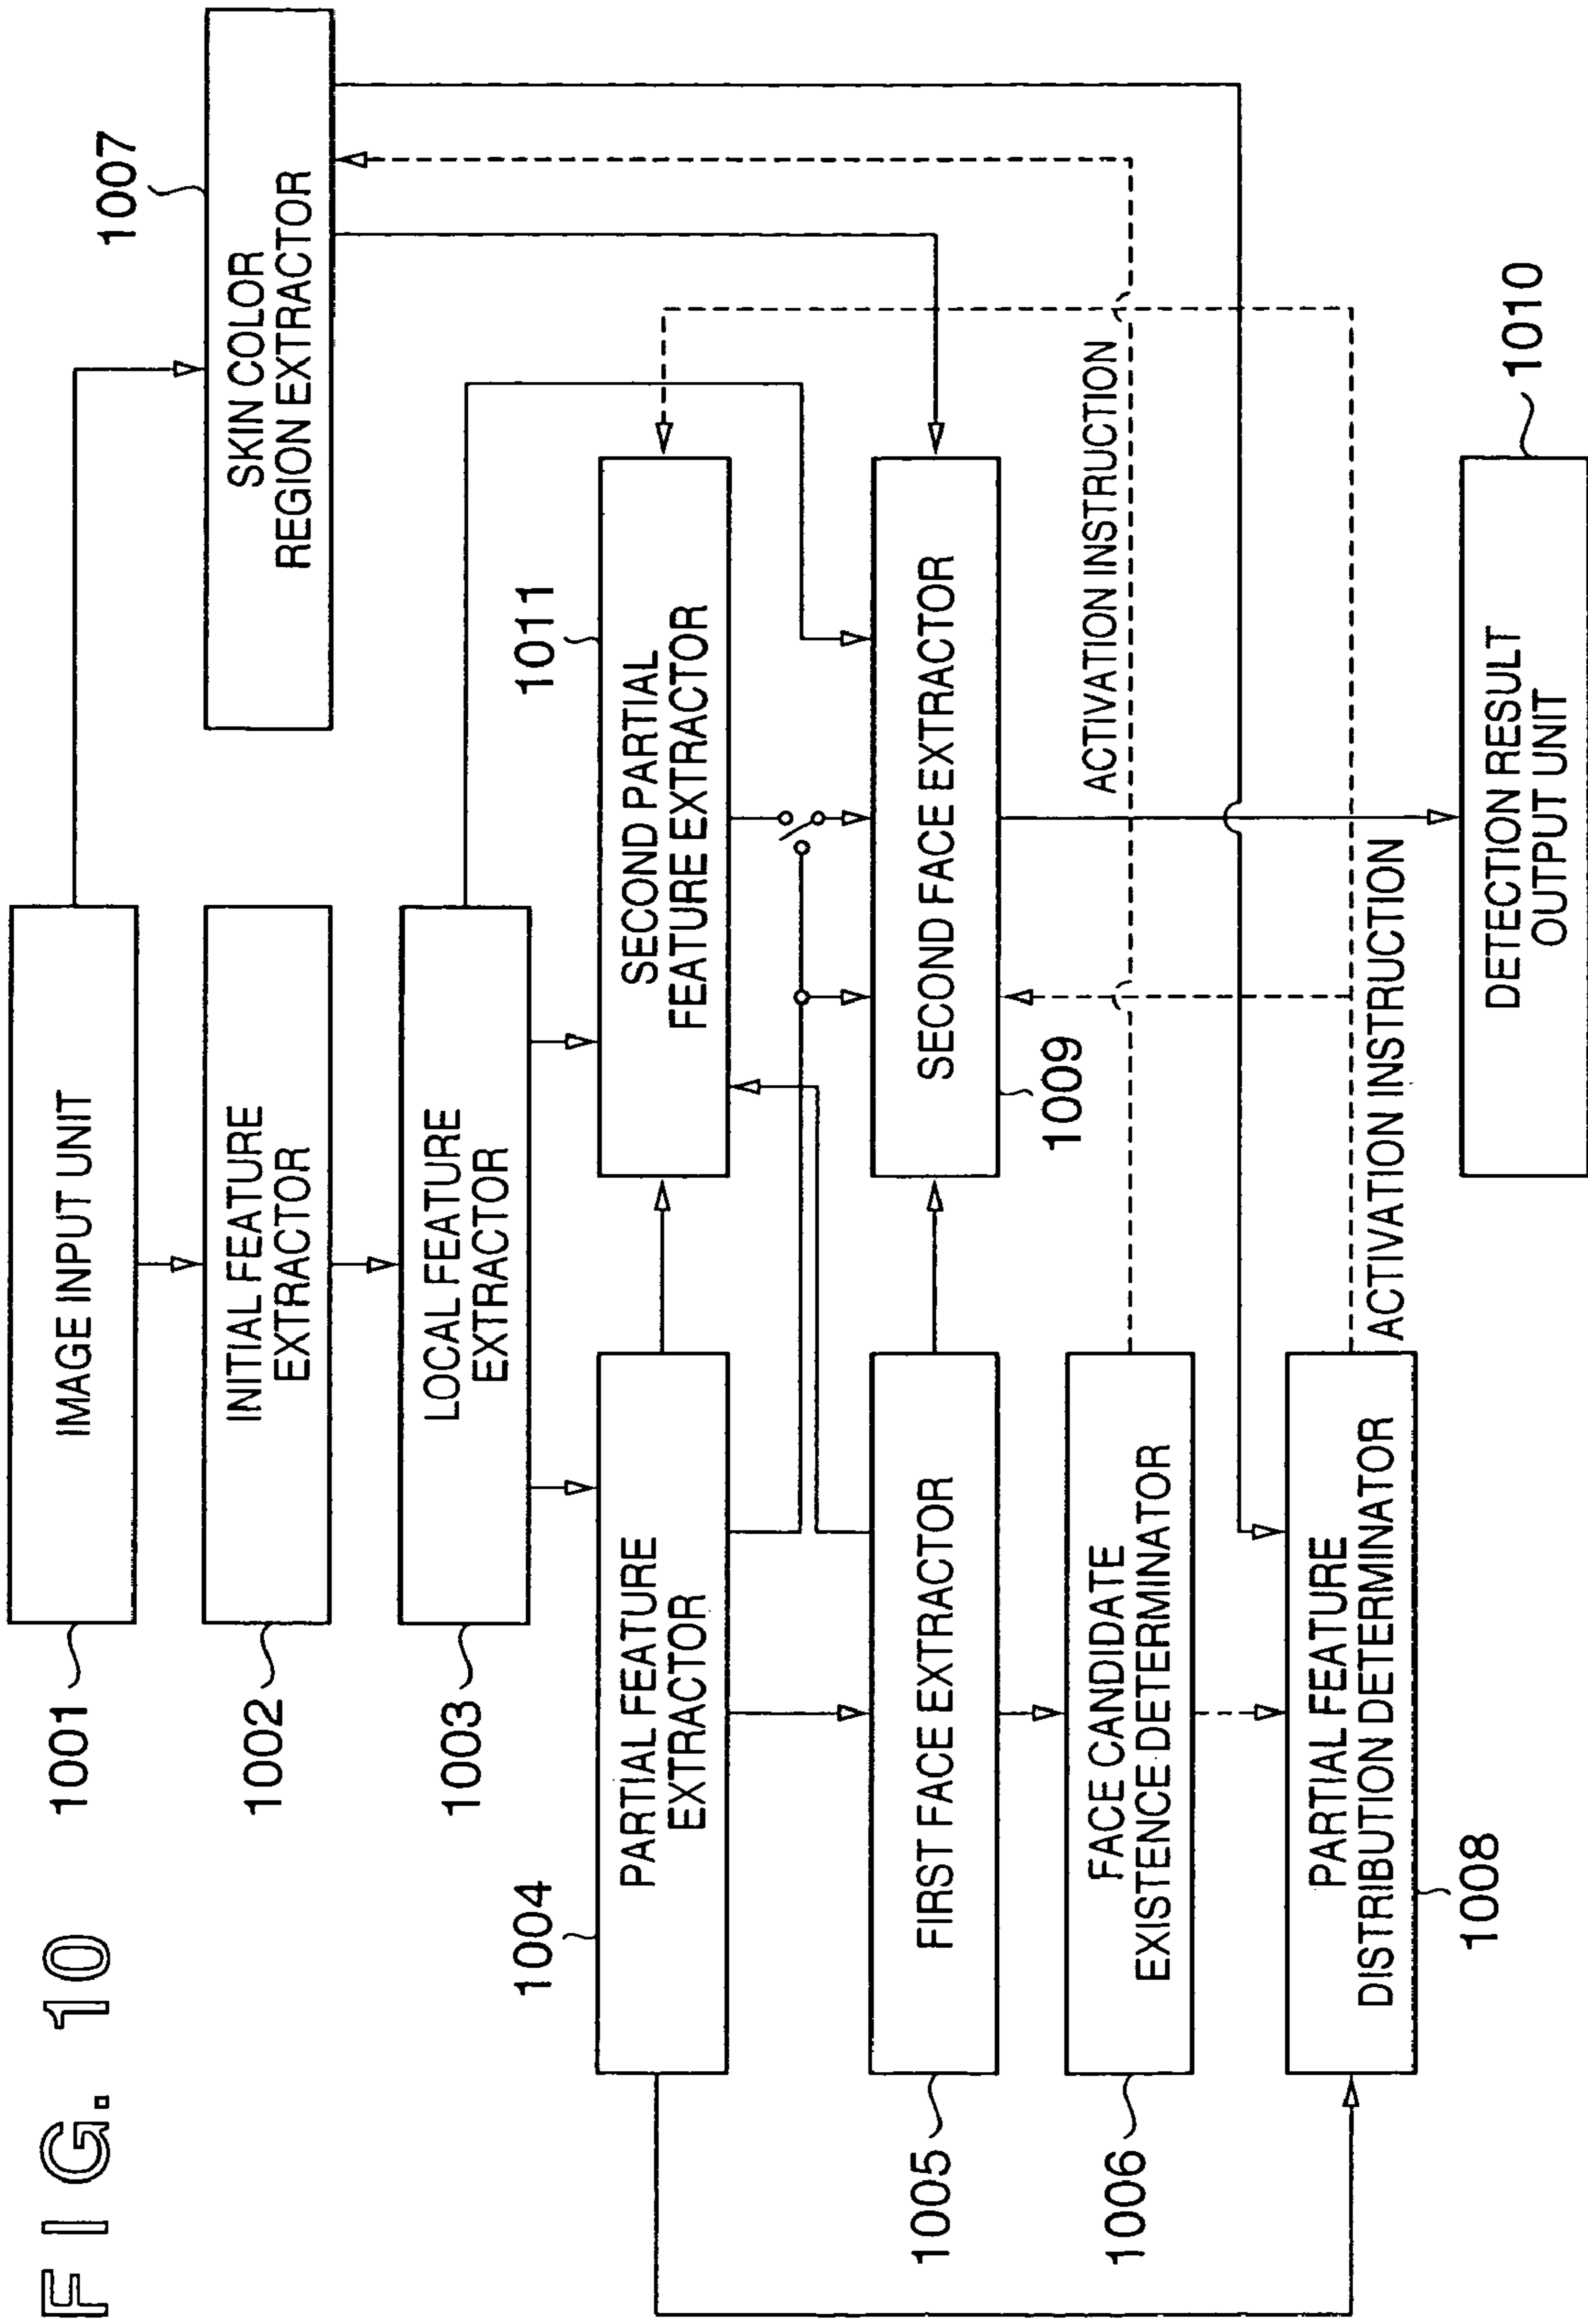 FIG. 10
1001
IMAGE INPUT UNIT
1002
INITIAL FEATURE
EXTRACTOR
1007
SKIN COLOR
REGION EXTRACTOR
1003
LOCAL FEATURE
EXTRACTOR
1004
PARTIAL FEATURE
EXTRACTOR
1011
SECOND PARTIAL
FEATURE EXTRACTOR
1005
FIRST FACE EXTRACTOR
SECOND FACE EXTRACTOR
1009
1006
FACE CANDIDATE
EXISTENCE DETERMINATOR
ACTIVATION INSTRUCTION
PARTIAL FEATURE
DISTRIBUTION DETERMINATOR
1008
ACTIVATION INSTRUCTION
DETECTION RESULT
OUTPUT UNIT
1010